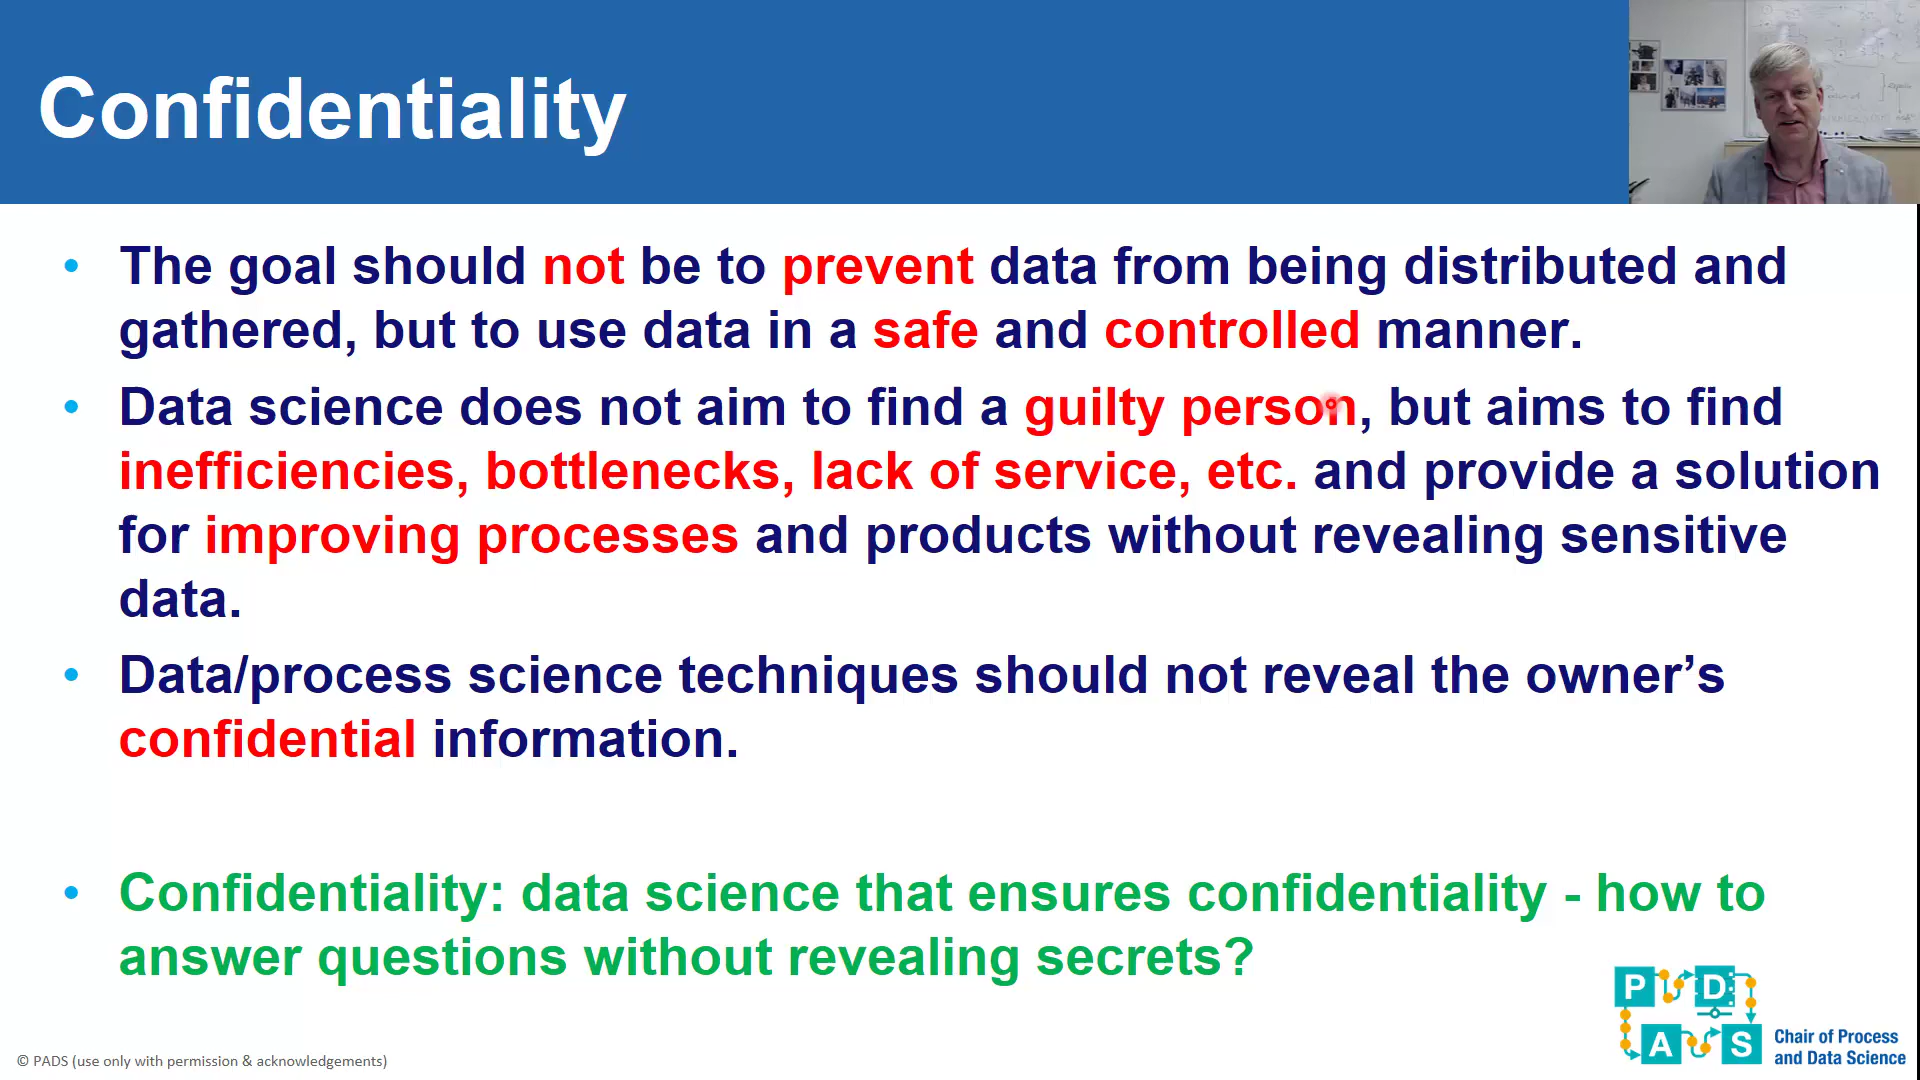 Confidentiality
• The goal should not be to prevent data from being distributed and
gathered, but to use data in a safe and controlled manner.
• Data science does not aim to find a guilty person, but aims to find
inefficiencies, bottlenecks, lack of service, etc. and provide a solution
for improving processes and products without revealing sensitive
data.
• Data/process science techniques should not reveal the owner’s
confidential information.
• Confidentiality: data science that ensures confidentiality - how to
answer questions without revealing secrets?
P D
A S
Chair of Process
and Data Science
© PADS (use only with permission & acknowledgements)